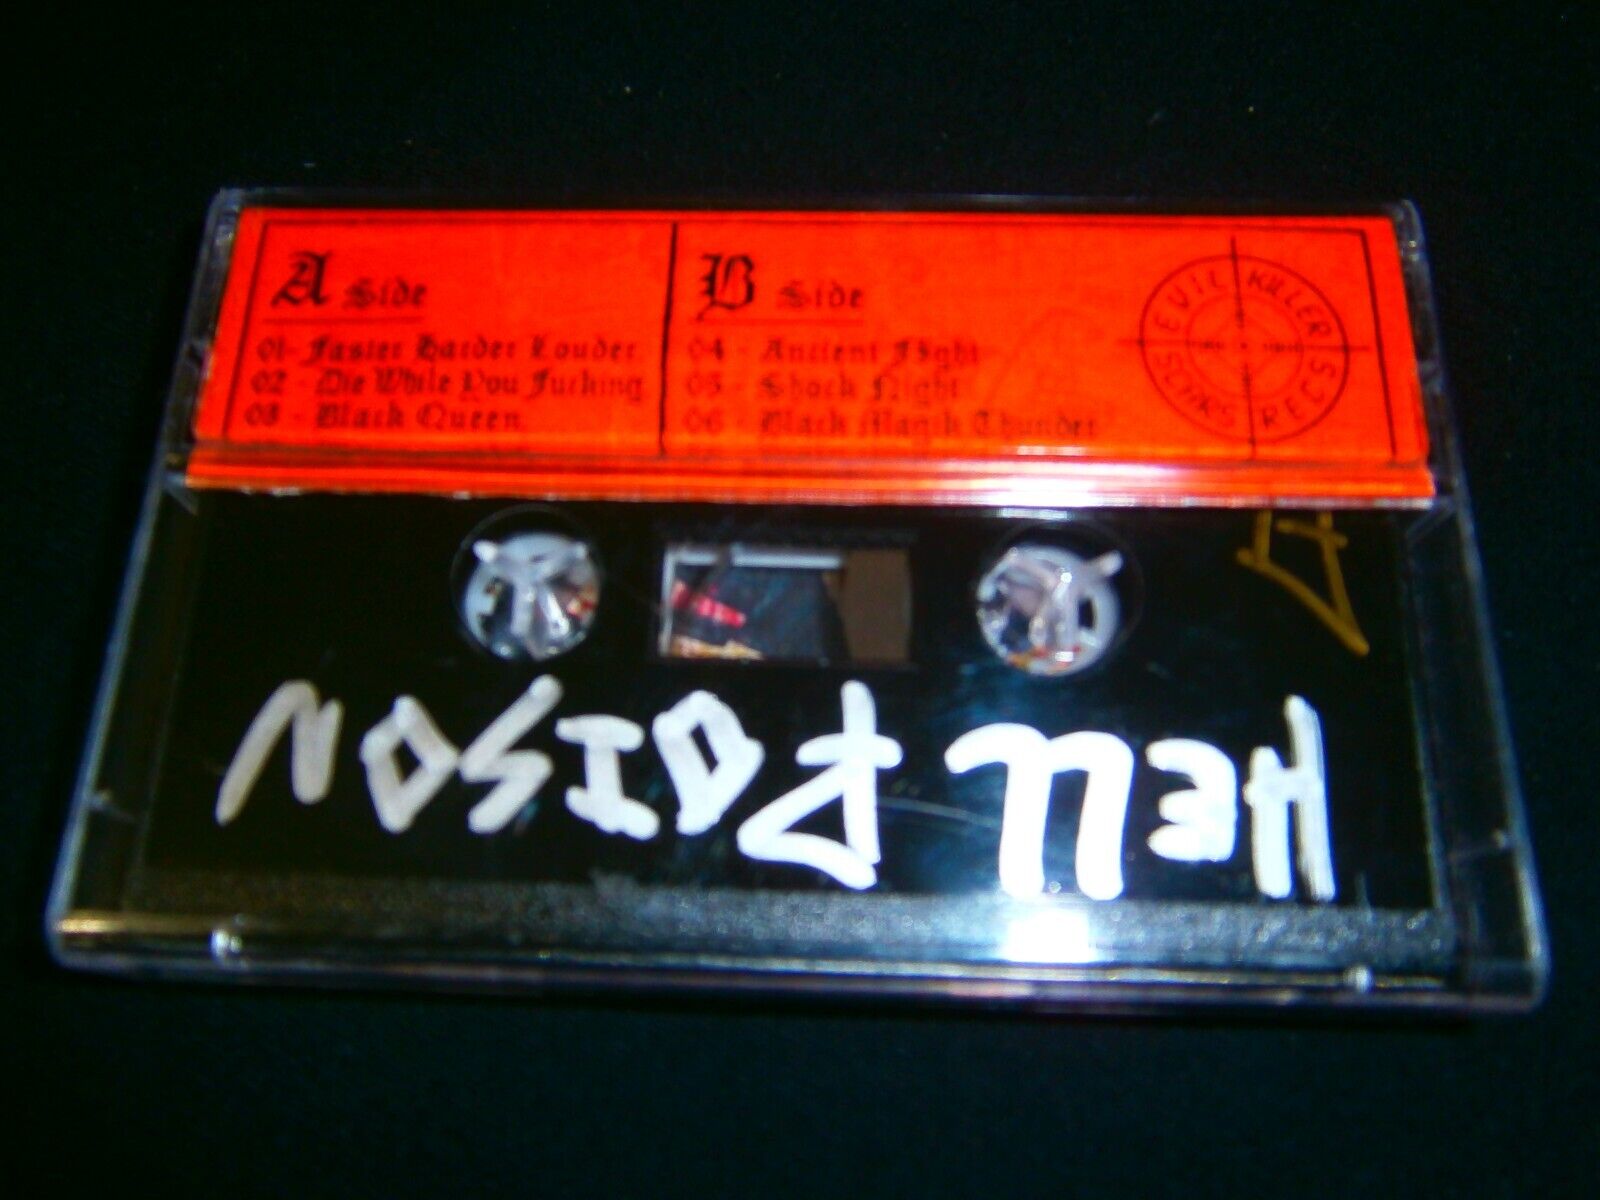 A Side
01- Faster Harder Louder
02 - Die While You Fucking
03 - Black Queen
B Side
04 - Ancient Fight
05 - Shock Night
06 - Black Magik Thunder
EVIL KILLER
RECS
HELL POISON
A